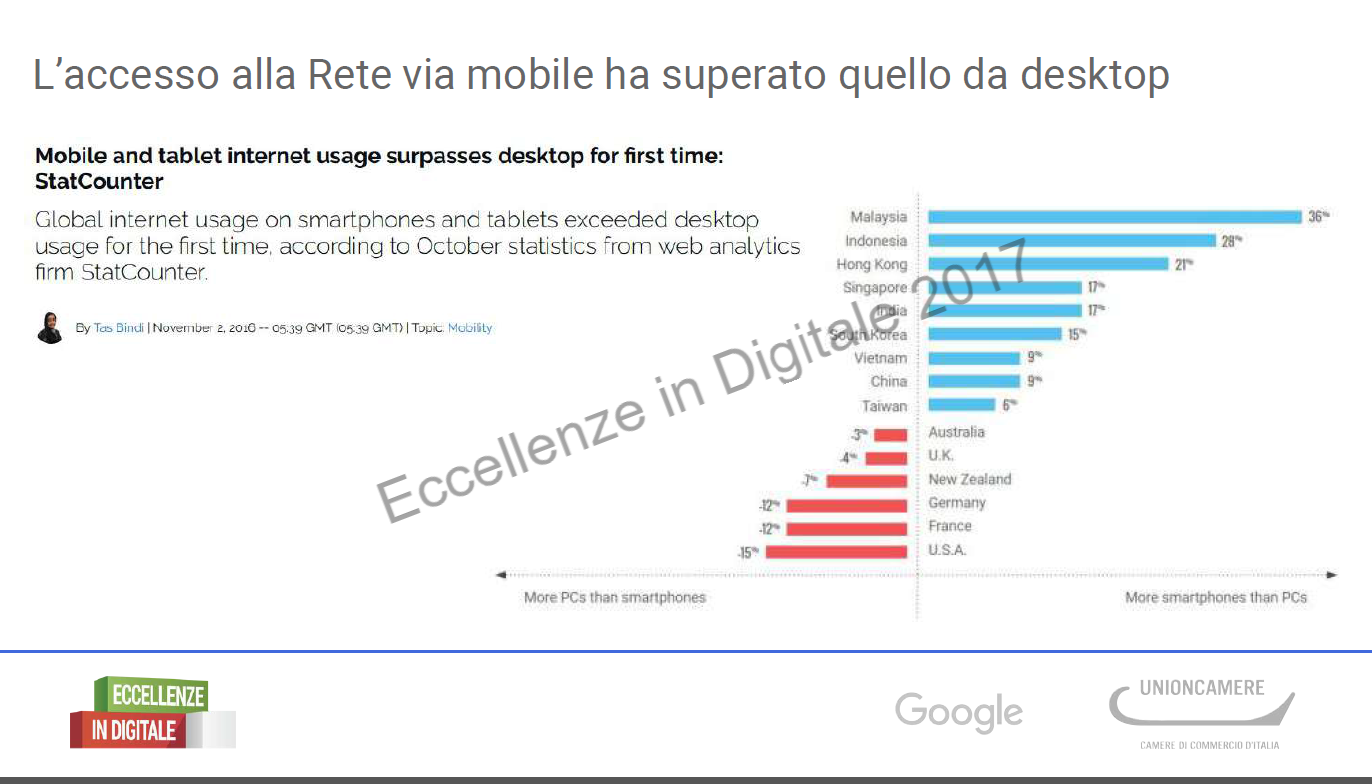 L'accesso alla Rete via mobile ha superato quello da desktop
Mobile and tablet internet usage surpasses desktop for first time:
StatCounter
Global internet usage on smartphones and tablets exceeded desktop
usage for the first time, according to October statistics from web analytics
firm StatCounter.
By Tas Bindi | November 2, 2016 -- 05:39 GMT (05:39 GMT) | Topic: Mobility
Malaysia 36%
Indonesia 28%
Hong Kong 21%
Singapore 17%
India 17%
South Korea 15%
Vietnam 9%
China 9%
Taiwan 6%
-3% Australia
-4% U.K.
-7% New Zealand
-12% Germany
-12% France
-15% U.S.A.
More PCs than smartphones
More smartphones than PCs
Eccellenze in Digitale 2017
ECCELLENZE
IN DIGITALE
Google
UNIONCAMERE
CAMERE DI COMMERCIO D'ITALIA